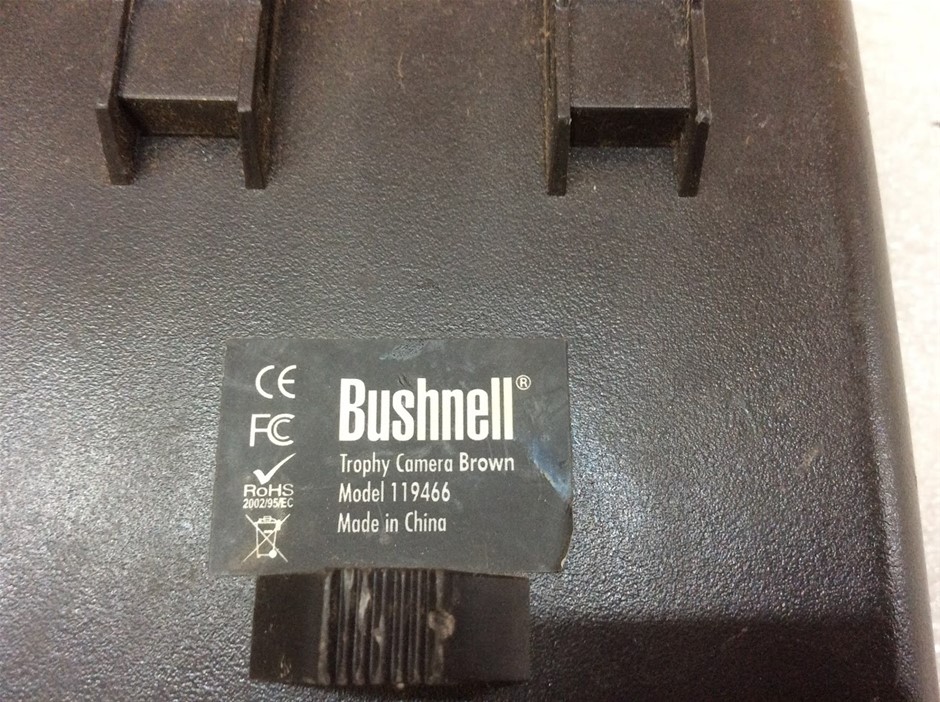 CE
FC
RoHS
2002/95/EC
Bushnell®
Trophy Camera Brown
Model 119466
Made in China